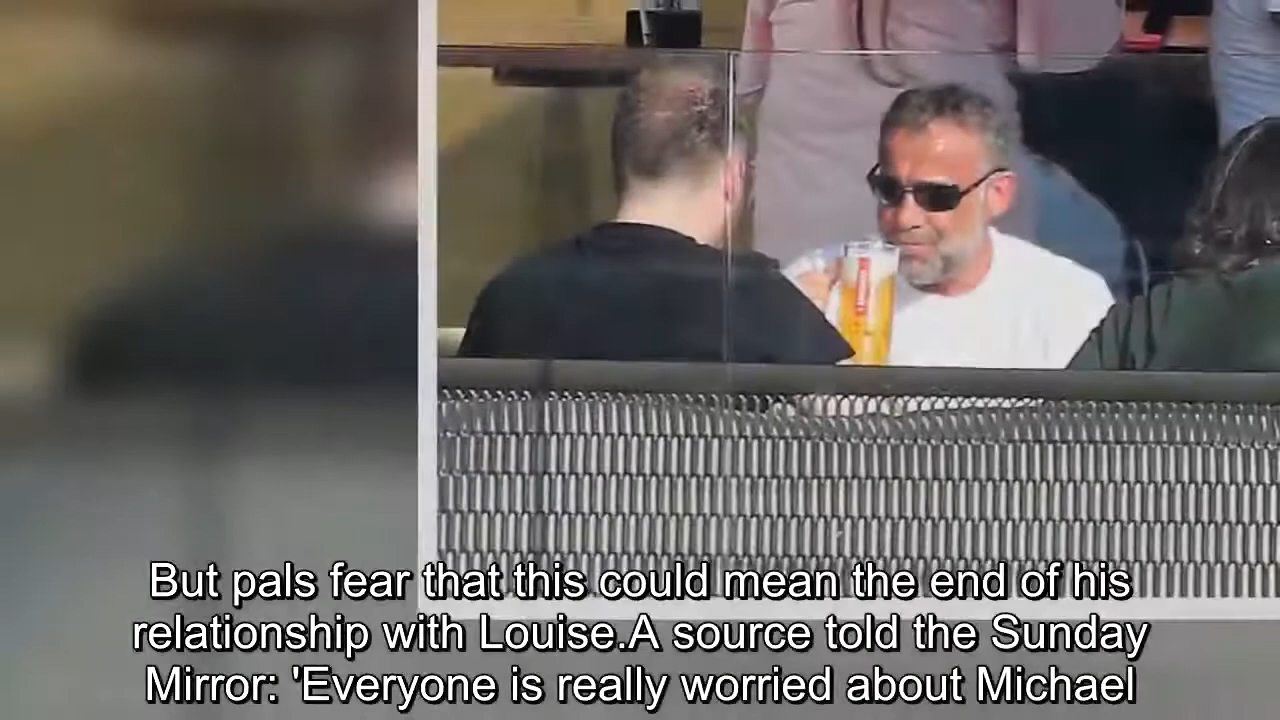 But pals fear that this could mean the end of his
relationship with Louise.A source told the Sunday
Mirror: 'Everyone is really worried about Michael